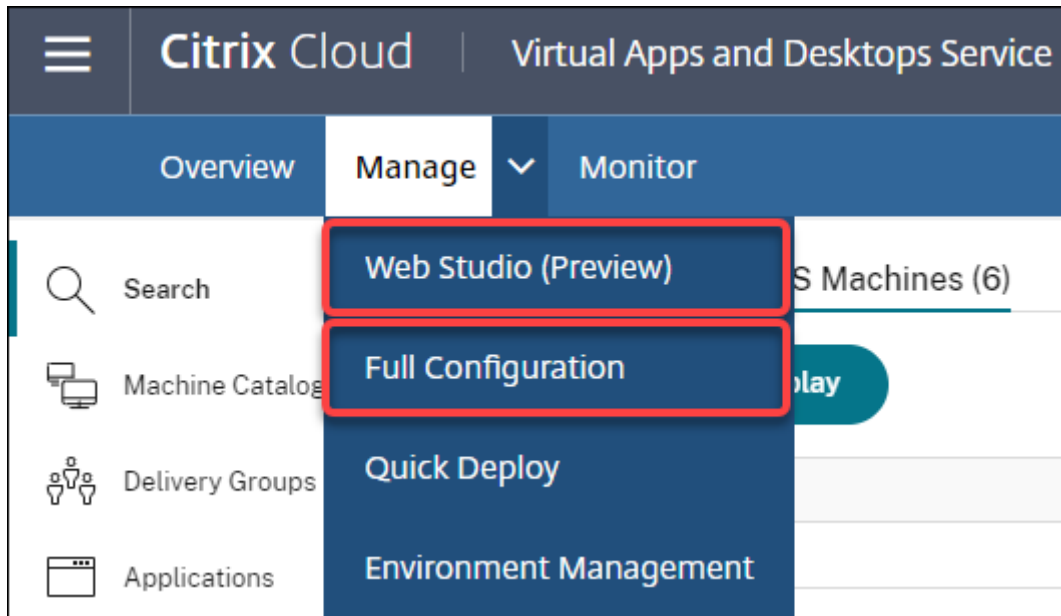 Citrix Cloud Virtual Apps and Desktops Service
Overview Manage Monitor
Web Studio (Preview)
Search
S Machines (6)
Full Configuration
Machine Catalog
play
Quick Deploy
Delivery Groups
Environment Management
Applications